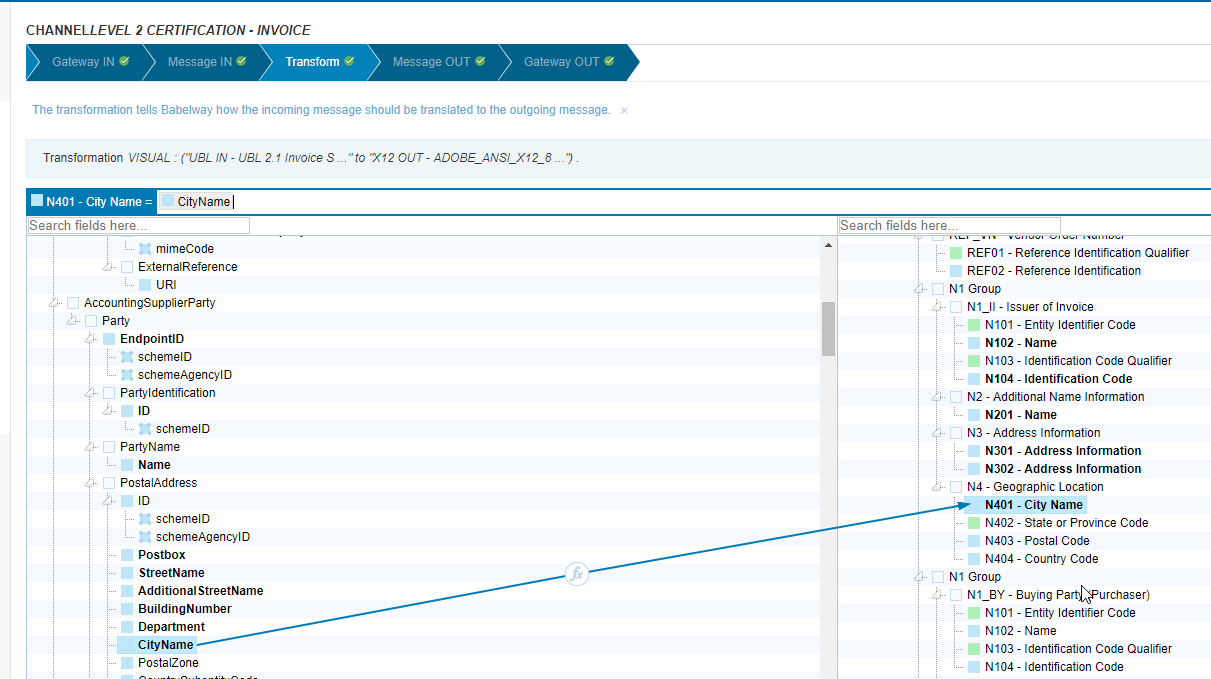 CHANNELLEVEL 2 CERTIFICATION - INVOICE
Gateway IN Message IN Transform Message OUT Gateway OUT
The transformation tells Babelway how the incoming message should be translated to the outgoing message. ×
Transformation VISUAL : ("UBL IN - UBL 2.1 Invoice S ..." to "X12 OUT - ADOBE_ANSI_X12_8 ...") .
N401 - City Name = CityName
Search fields here...
mimeCode
ExternalReference
URI
AccountingSupplierParty
Party
EndpointID
schemeID
schemeAgencyID
PartyIdentification
ID
schemeID
PartyName
Name
PostalAddress
ID
schemeID
schemeAgencyID
Postbox
StreetName
AdditionalStreetName
BuildingNumber
Department
CityName
PostalZone
CountrySubentityCode
fx
Search fields here...
REF_VN - Vendor Order Number
REF01 - Reference Identification Qualifier
REF02 - Reference Identification
N1 Group
N1_II - Issuer of Invoice
N101 - Entity Identifier Code
N102 - Name
N103 - Identification Code Qualifier
N104 - Identification Code
N2 - Additional Name Information
N201 - Name
N3 - Address Information
N301 - Address Information
N302 - Address Information
N4 - Geographic Location
N401 - City Name
N402 - State or Province Code
N403 - Postal Code
N404 - Country Code
N1 Group
N1_BY - Buying Party (Purchaser)
N101 - Entity Identifier Code
N102 - Name
N103 - Identification Code Qualifier
N104 - Identification Code